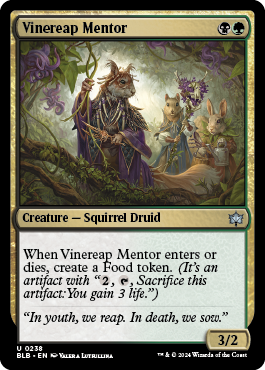 Vinereap Mentor
Creature — Squirrel Druid
When Vinereap Mentor enters or
dies, create a Food token. (It's an
artifact with “2, T, Sacrifice this
artifact:You gain 3 life.”)
“In youth, we reap. In death, we sow.”
3/2
U 0238
BLB • EN Valera Lutfullina
™ & © 2024 Wizards of the Coast